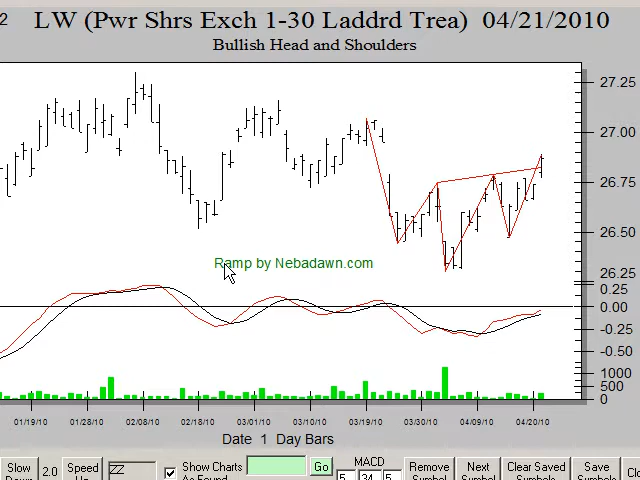 2 LW (Pwr Shrs Exch 1-30 Laddrd Trea) 04/21/2010
Bullish Head and Shoulders
27.25
27.00
26.75
26.50
26.25
Ramp by Nebadawn.com
0.25
0.00
-0.25
-0.50
1000
500
0
01/19/10 01/28/10 02/08/10 02/18/10 03/01/10 03/10/10 03/19/10 03/30/10 04/09/10 04/20/10
Date 1 Day Bars
Slow 2.0 Speed ZZ Show Charts Go MACD Remove Next Clear Saved Save
As Found 5 34 5 Symbol Symbol Symbols